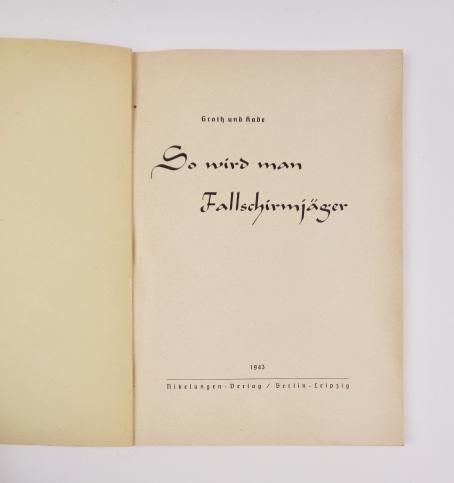 Groth und Kade
So wird man
Fallschirmjäger
1943
Nibelungen-Verlag / Berlin-Leipzig